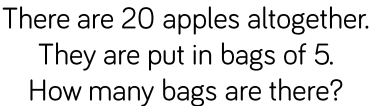 There are 20 apples altogether.
They are put in bags of 5.
How many bags are there?